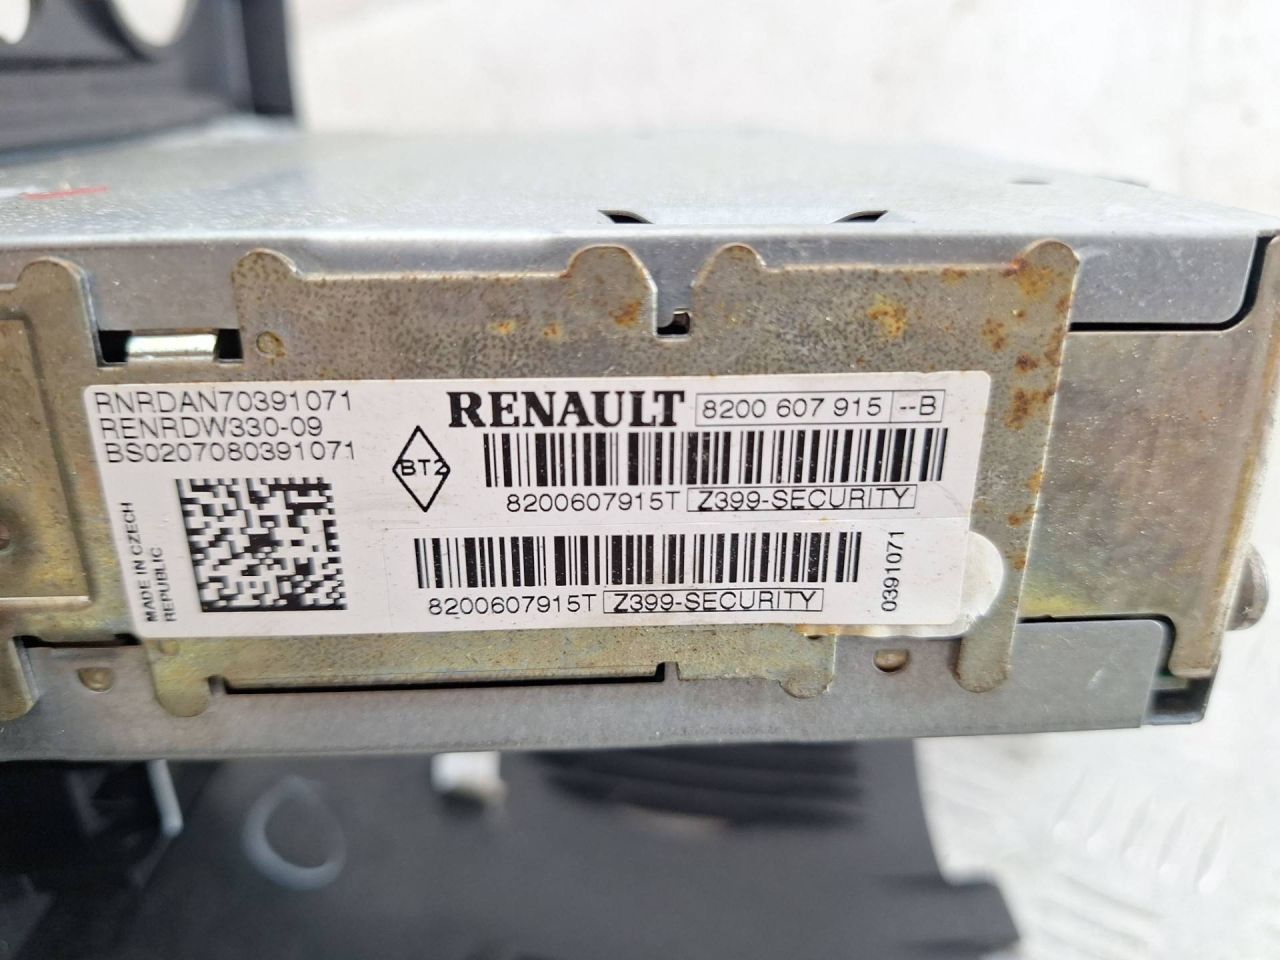 RNRDAN70391071
RENRDW330-09
BS0207080391071
RENAULT 8200 607 915 --B
BT2
8200607915T Z399-SECURITY
MADE IN CZECH
REPUBLIC
8200607915T Z399-SECURITY
0391071